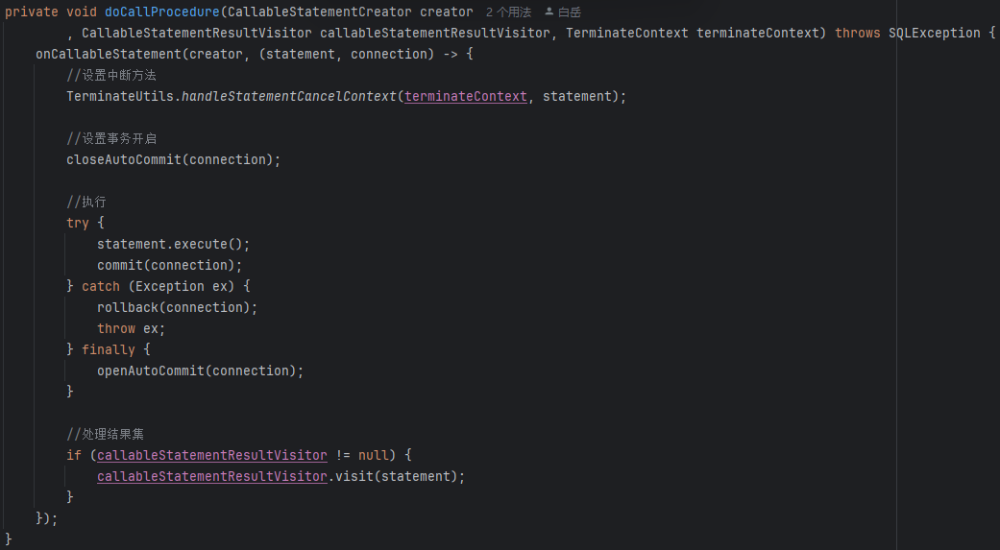 private void doCallProcedure(CallableStatementCreator creator 2 个用法 白岳
, CallableStatementResultVisitor callableStatementResultVisitor, TerminateContext terminateContext) throws SQLException {
onCallableStatement(creator, (statement, connection) -> {
//设置中断方法
TerminateUtils.handleStatementCancelContext(terminateContext, statement);
//设置事务开启
closeAutoCommit(connection);
//执行
try {
statement.execute();
commit(connection);
} catch (Exception ex) {
rollback(connection);
throw ex;
} finally {
openAutoCommit(connection);
}
//处理结果集
if (callableStatementResultVisitor != null) {
callableStatementResultVisitor.visit(statement);
}
});
}